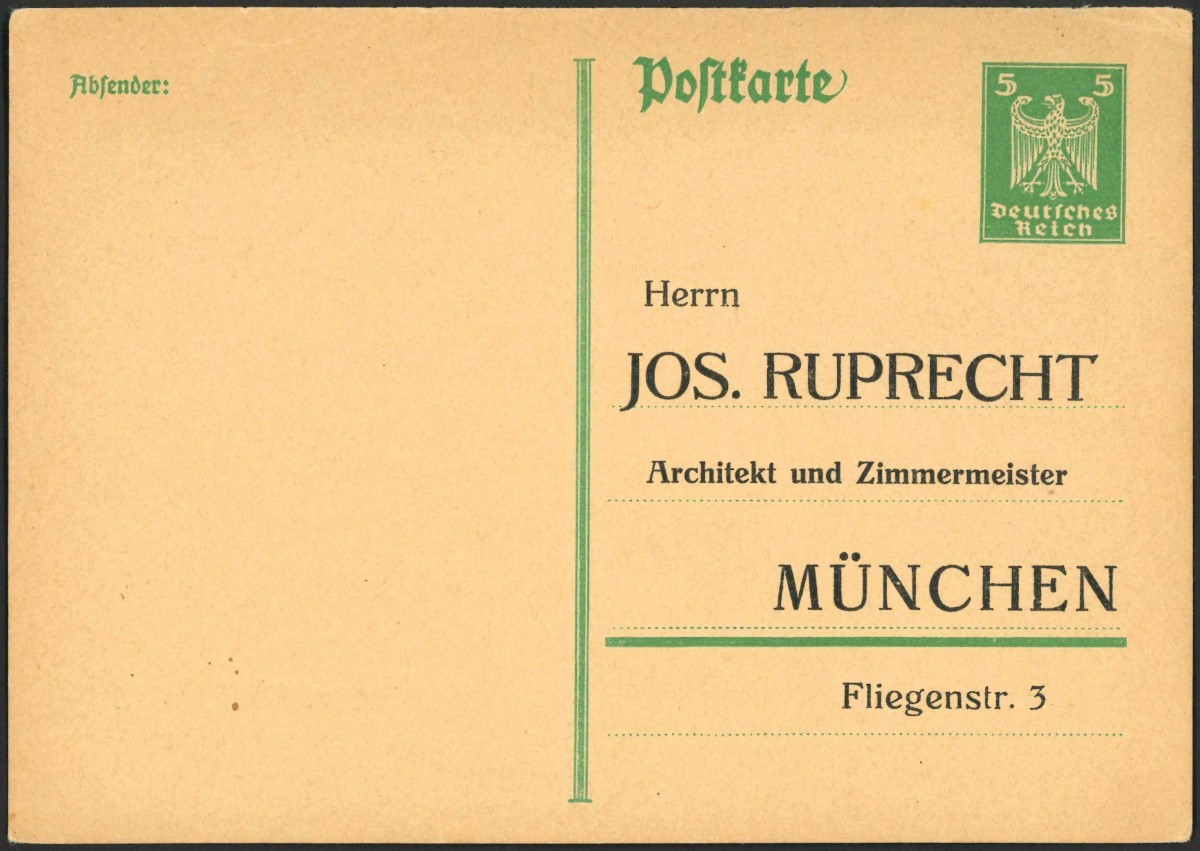 Absender:
Postkarte
5 5
Deutsches
Reich
Herrn
JOS. RUPRECHT
Architekt und Zimmermeister
MÜNCHEN
Fliegenstr. 3